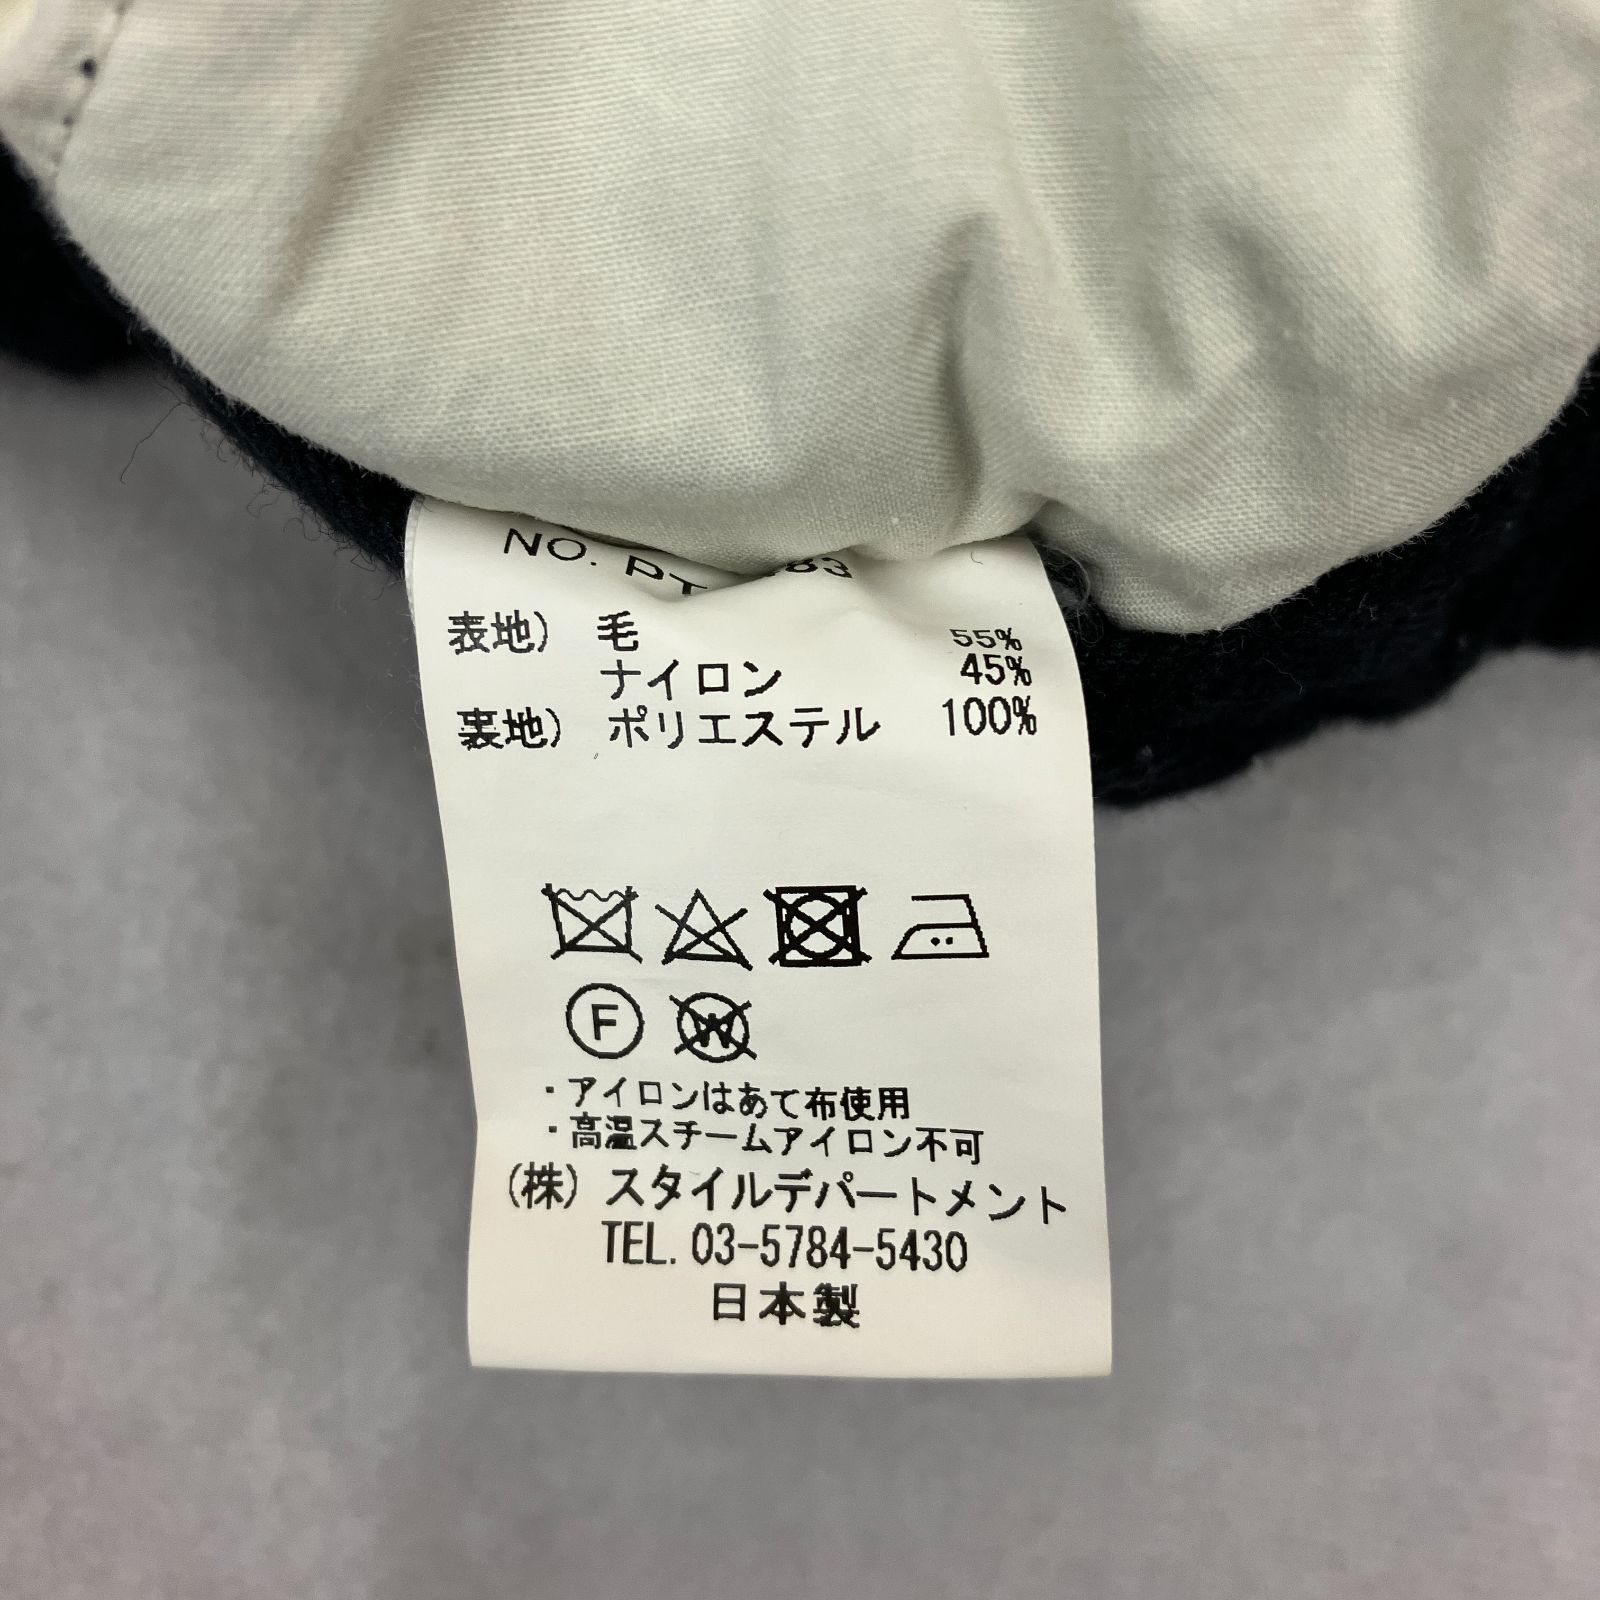 NO.
表地) 毛 55%
ナイロン 45%
裏地) ポリエステル 100%
F W
・アイロンはあて布使用
・高温スチームアイロン不可
(株) スタイルデパートメント
TEL. 03-5784-5430
日本製